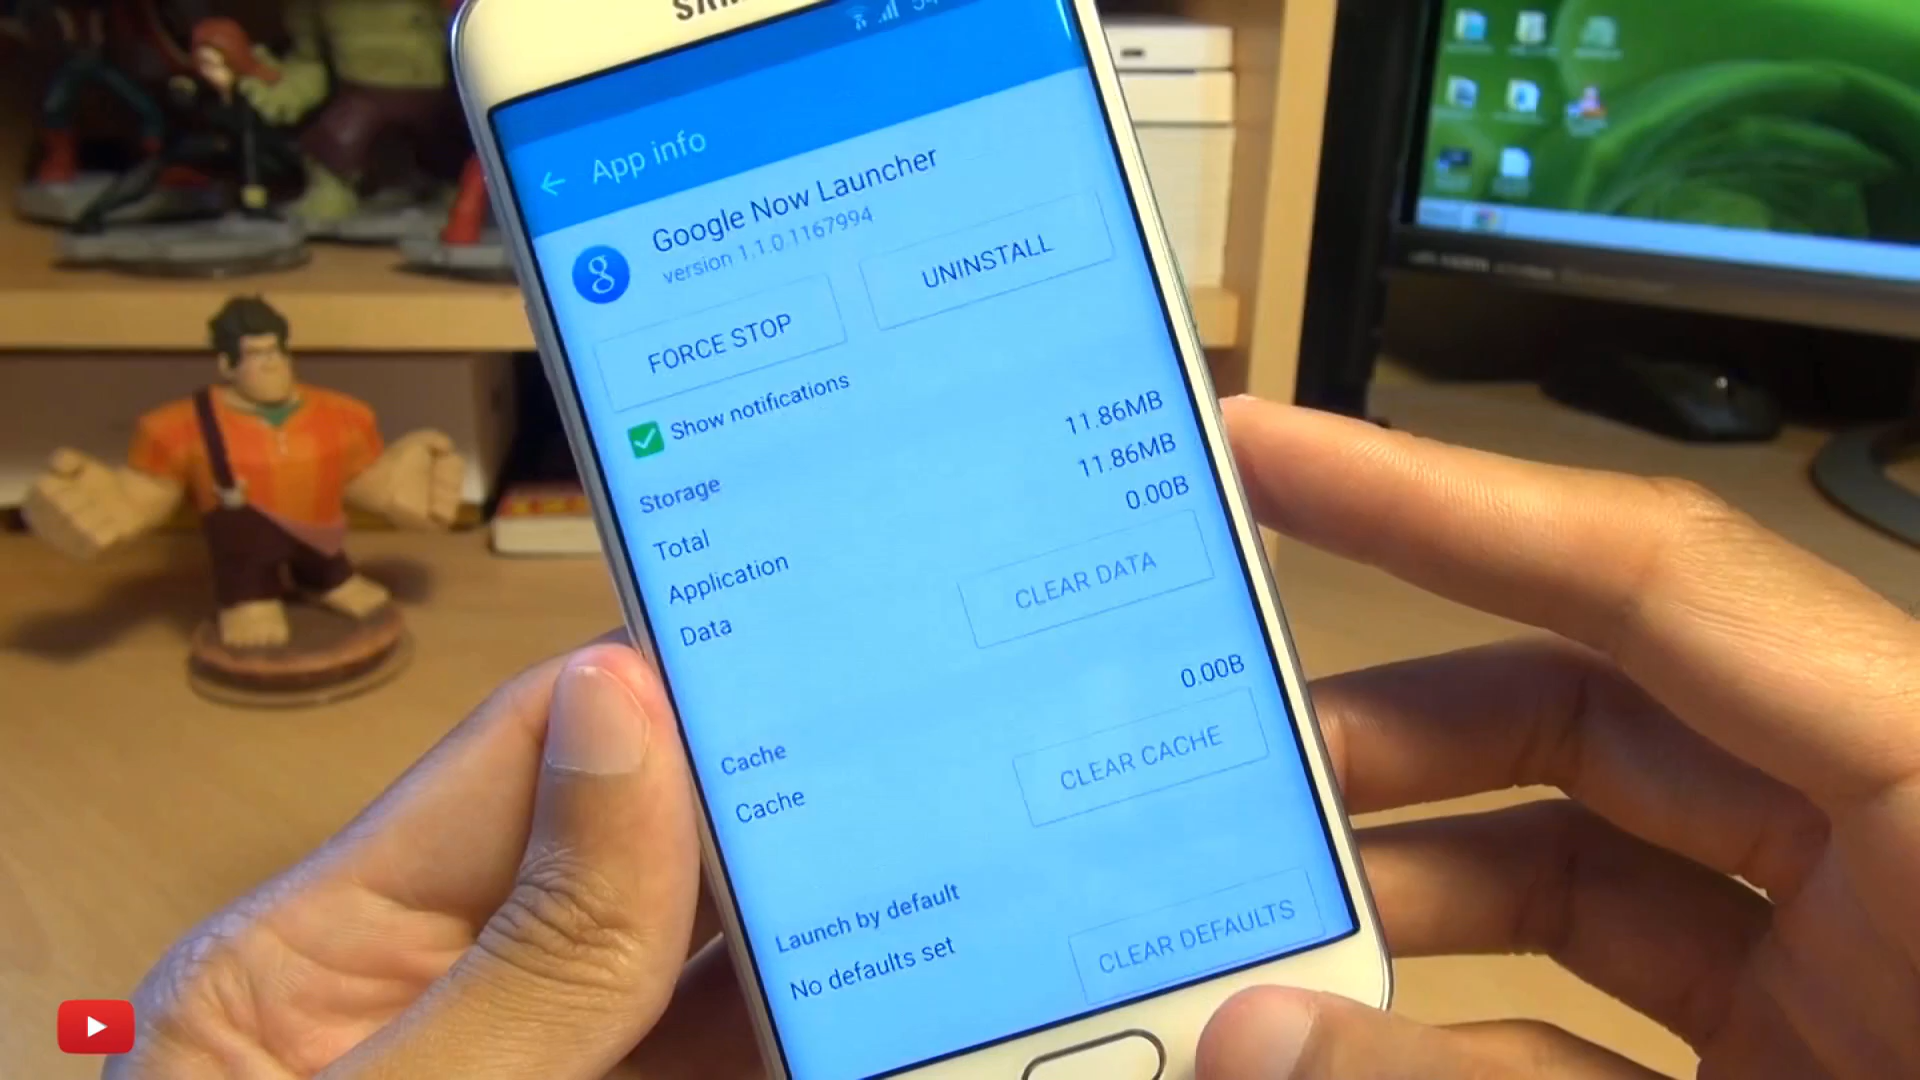 App info
Google Now Launcher
version 1.1.0.1167994
FORCE STOP
UNINSTALL
Show notifications
Storage
Total
11.86MB
Application
11.86MB
Data
0.00B
CLEAR DATA
Cache
Cache
0.00B
CLEAR CACHE
Launch by default
No defaults set
CLEAR DEFAULTS